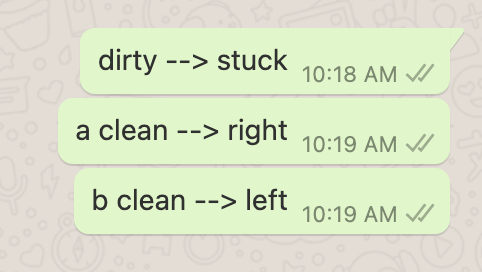 dirty --> stuck 10:18 AM
a clean --> right 10:19 AM
b clean --> left 10:19 AM